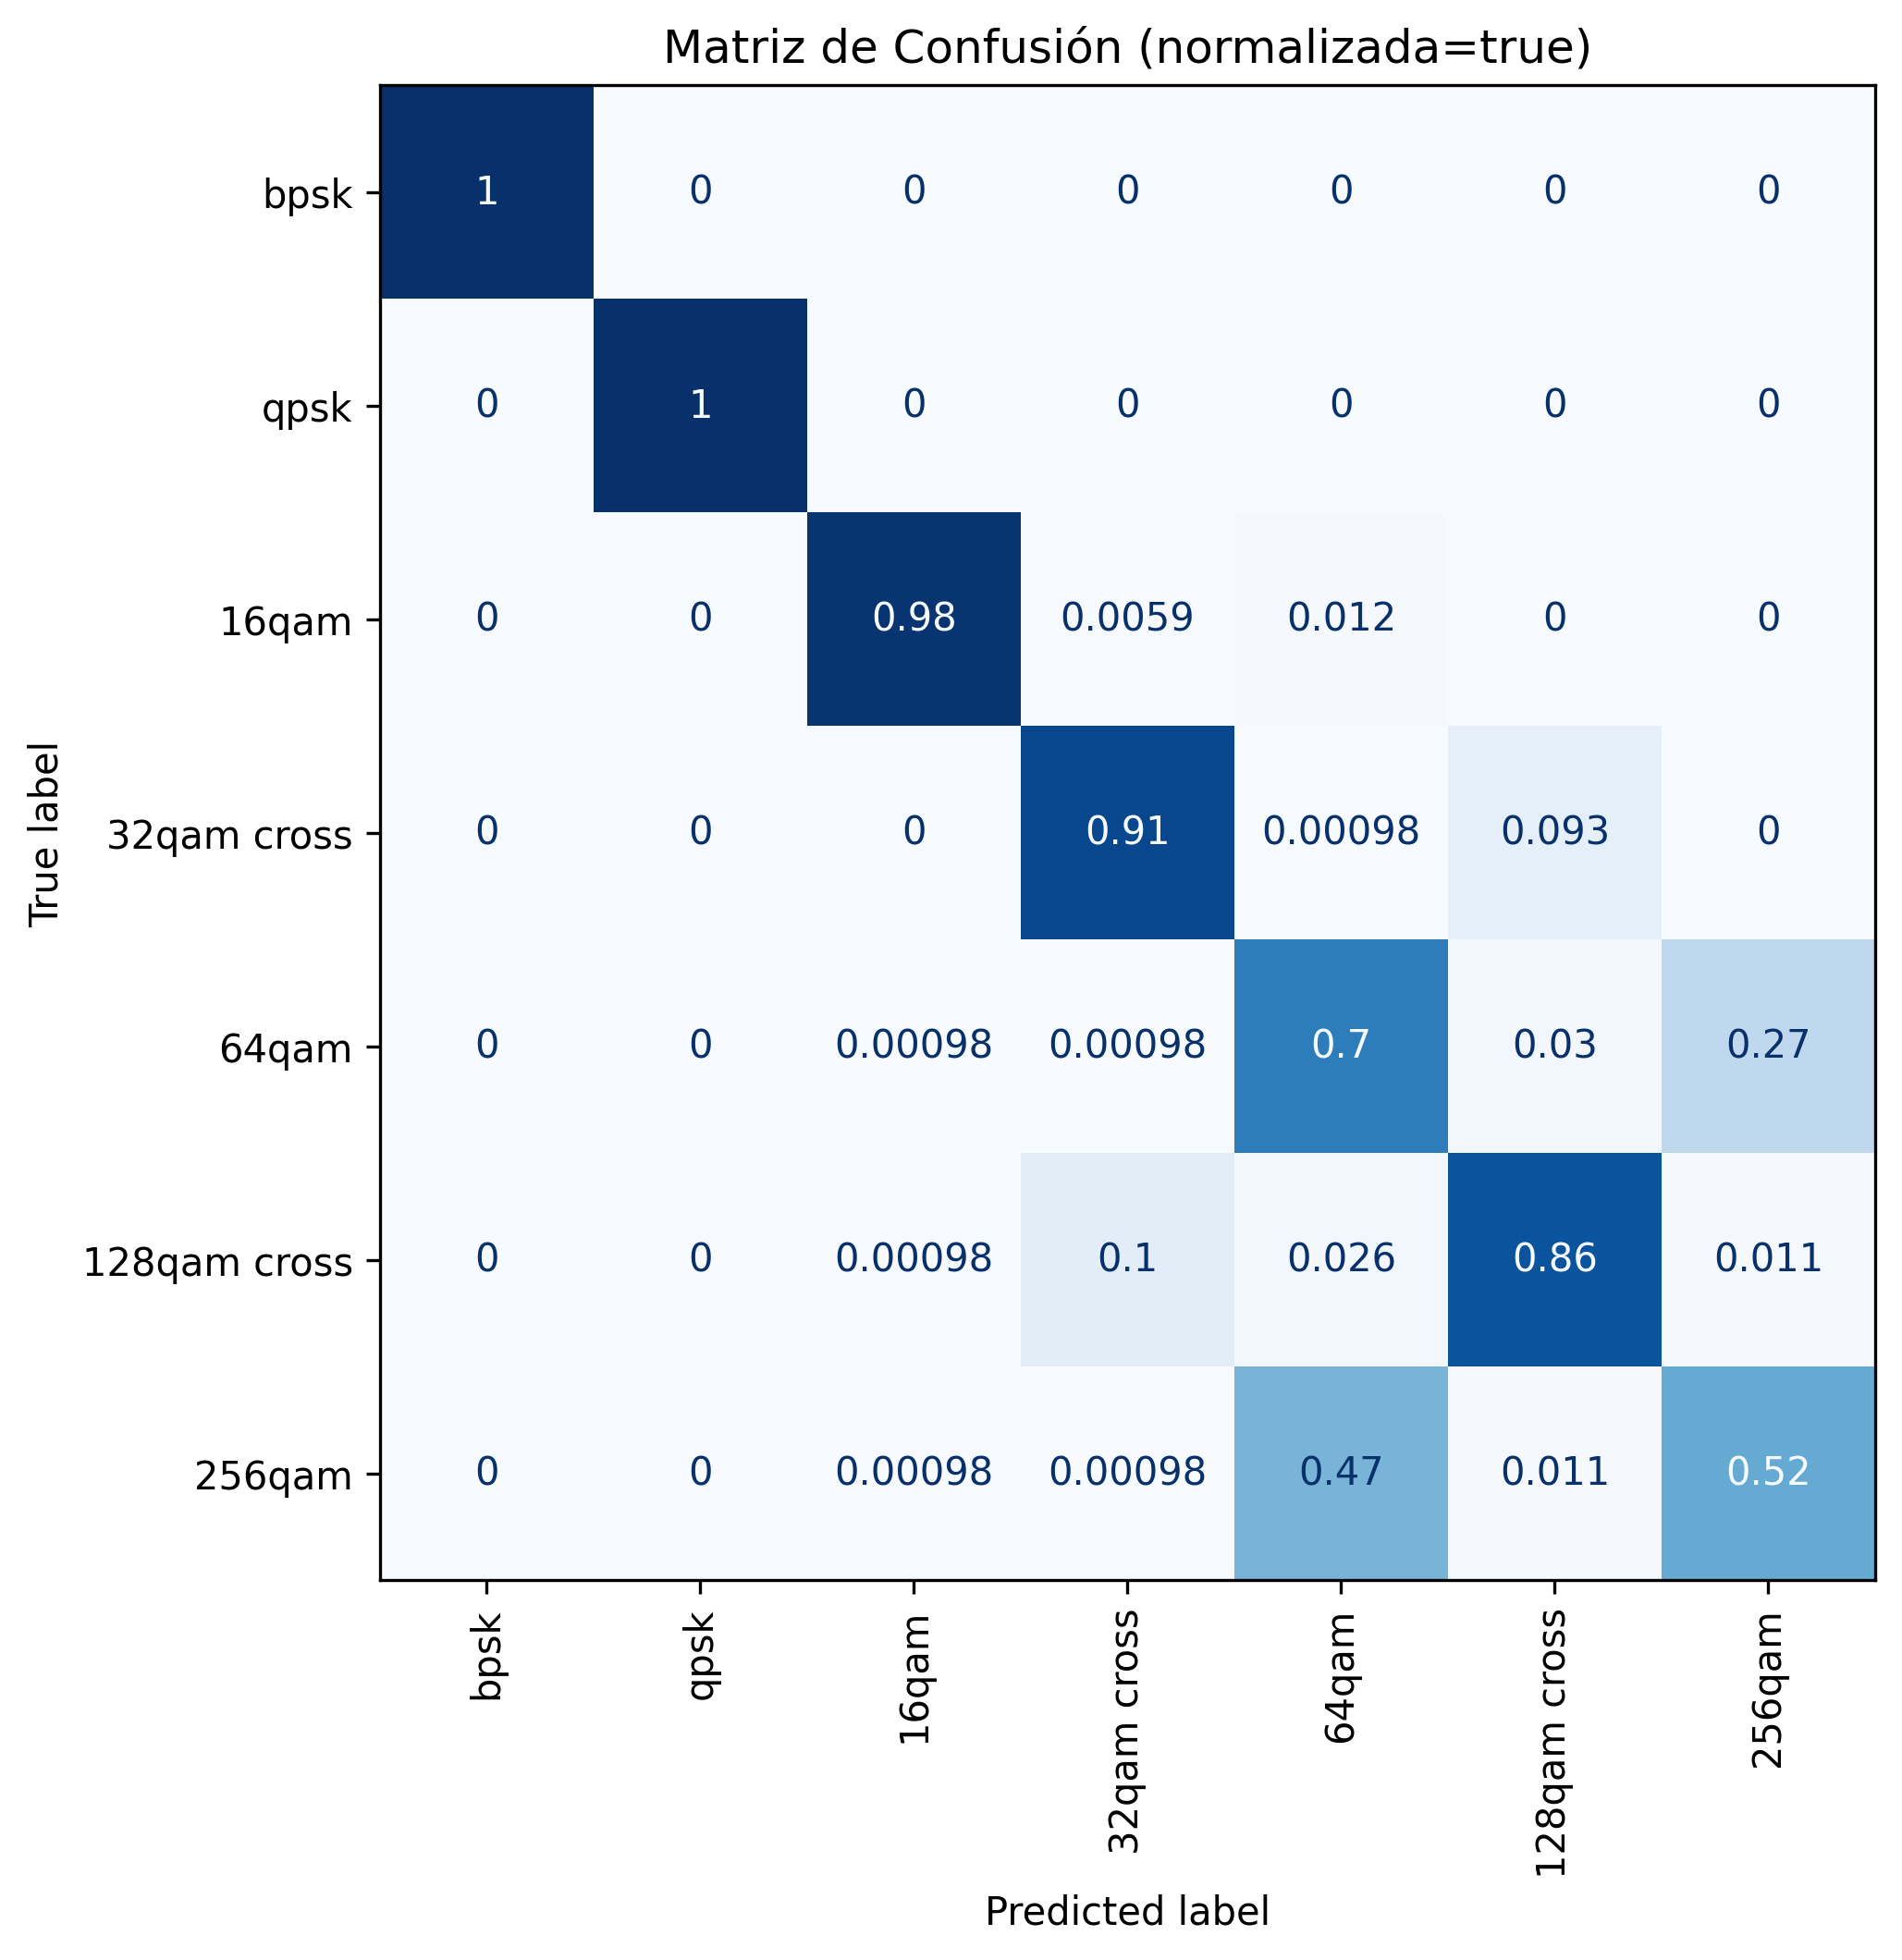 Matriz de Confusión (normalizada=true)
bpsk 1 0 0 0 0 0 0
qpsk 0 1 0 0 0 0 0
16qam 0 0 0.98 0.0059 0.012 0 0
32qam cross 0 0 0 0.91 0.00098 0.093 0
64qam 0 0 0.00098 0.00098 0.7 0.03 0.27
128qam cross 0 0 0.00098 0.1 0.026 0.86 0.011
256qam 0 0 0.00098 0.00098 0.47 0.011 0.52
True label
bpsk qpsk 16qam 32qam cross 64qam 128qam cross 256qam
Predicted label